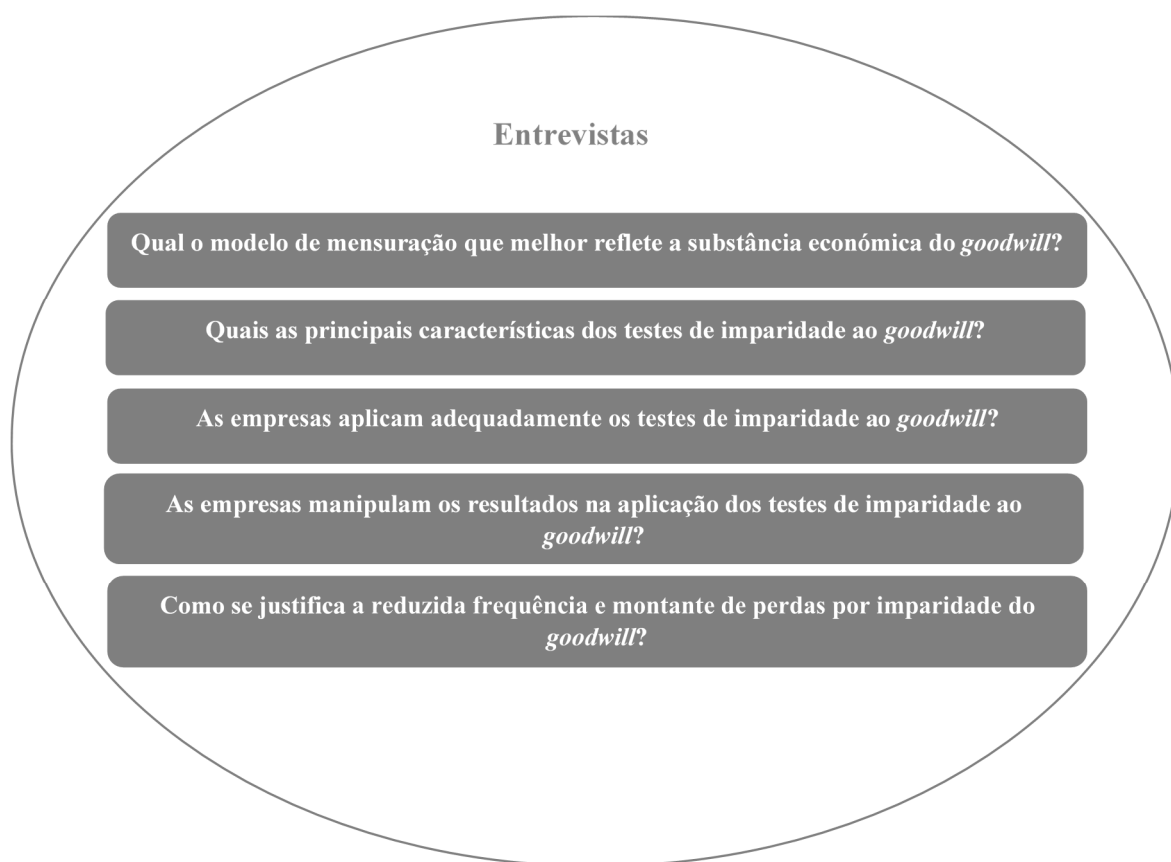 Entrevistas
Qual o modelo de mensuração que melhor reflete a substância económica do goodwill?
Quais as principais características dos testes de imparidade ao goodwill?
As empresas aplicam adequadamente os testes de imparidade ao goodwill?
As empresas manipulam os resultados na aplicação dos testes de imparidade ao
goodwill?
Como se justifica a reduzida frequência e montante de perdas por imparidade do
goodwill?